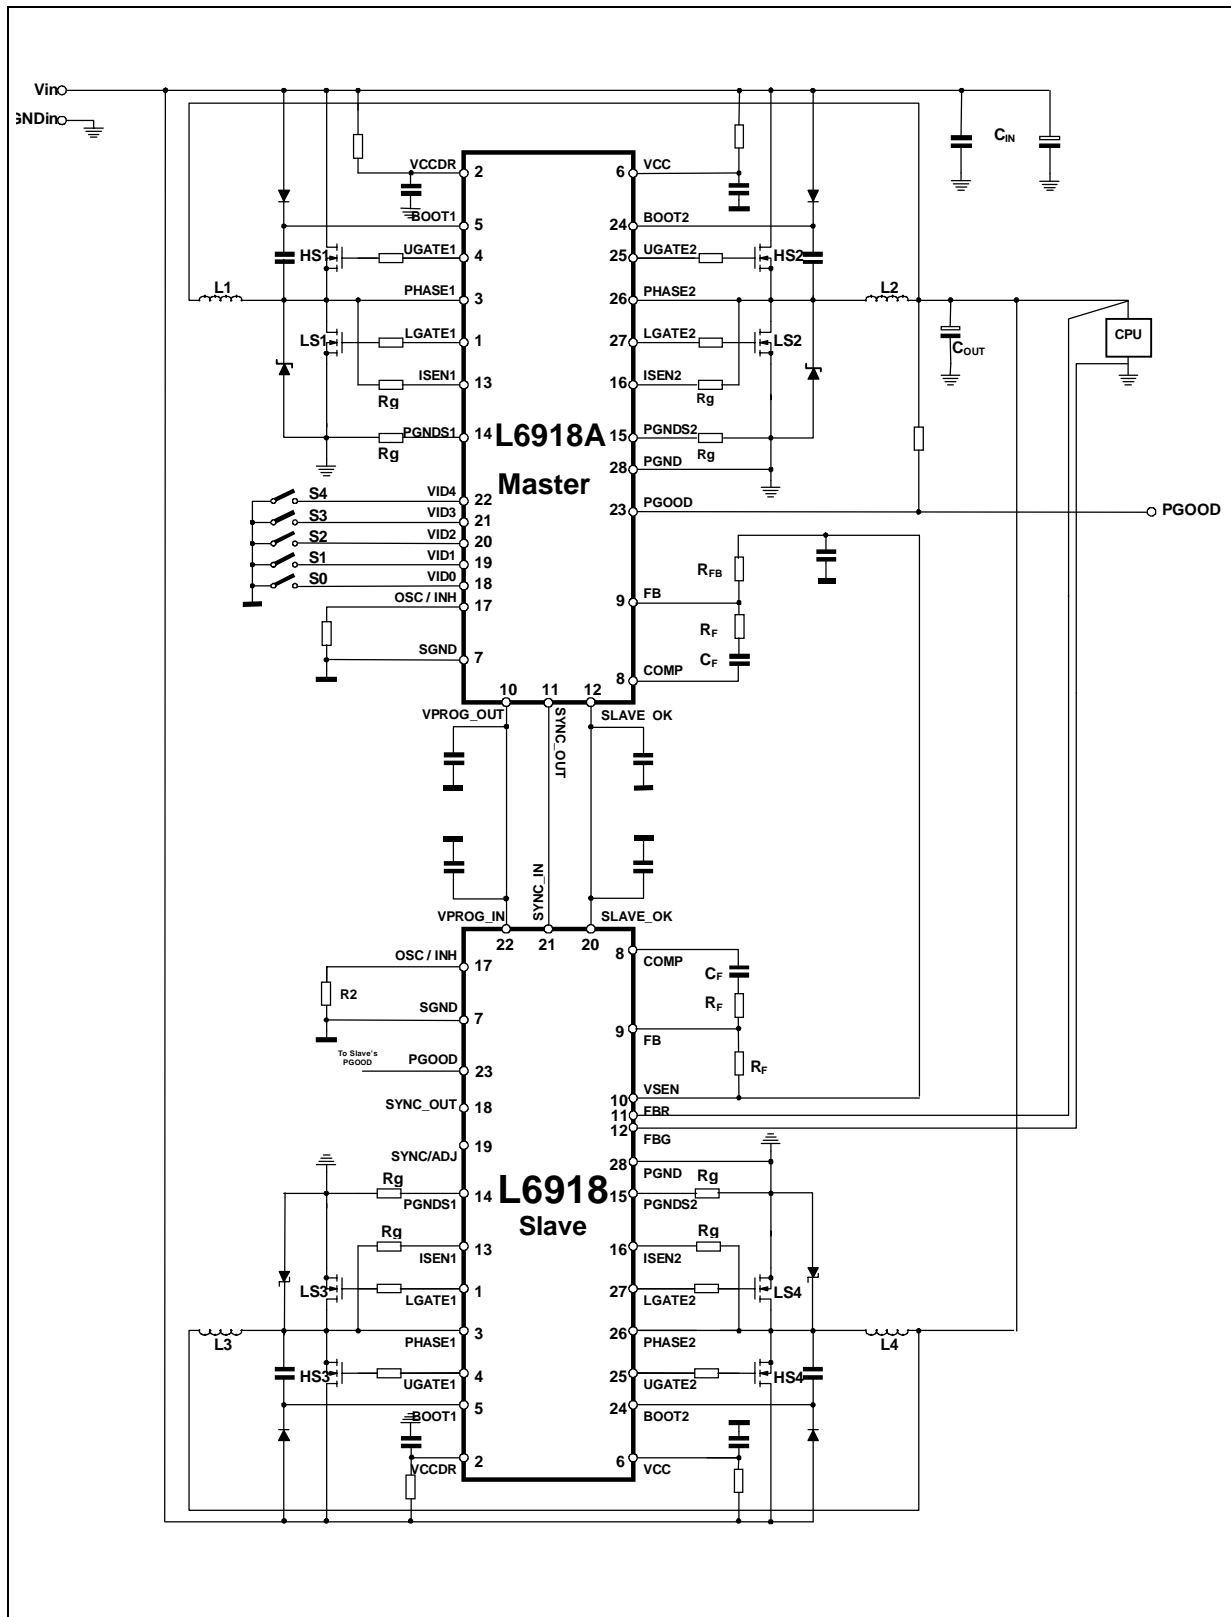 Vin
GNDin
CIN
VCCDR
2
6
VCC
BOOT1
5
24
BOOT2
HS1
UGATE1
4
25
UGATE2
HS2
L1
PHASE1
3
26
PHASE2
L2
LS1
LGATE1
1
27
LGATE2
LS2
COUT
CPU
ISEN1
13
16
ISEN2
Rg
Rg
PGNDS1
14
L6918A
15
PGNDS2
Rg
Rg
28
PGND
Master
S4
VID4
22
23
PGOOD
PGOOD
S3
VID3
21
S2
VID2
20
S1
VID1
19
S0
VID0
18
RFB
OSC / INH
17
9
FB
RF
SGND
7
CF
8
COMP
10
11
12
VPROG_OUT
SYNC_OUT
SLAVE_OK
SYNC_IN
VPROG_IN
SLAVE_OK
22
21
20
OSC / INH
17
8
COMP
CF
R2
RF
SGND
7
9
FB
To Slave's
PGOOD
PGOOD
23
RF
VSEN
10
SYNC_OUT
18
11
FBR
12
FBG
19
SYNC/ADJ
28
PGND
Rg
L6918
Rg
PGNDS1
14
15
PGNDS2
Slave
Rg
Rg
ISEN1
13
16
ISEN2
LS3
LGATE1
1
27
LGATE2
LS4
L3
PHASE1
3
26
PHASE2
L4
HS3
UGATE1
4
25
UGATE2
HS4
BOOT1
5
24
BOOT2
VCCDR
2
6
VCC